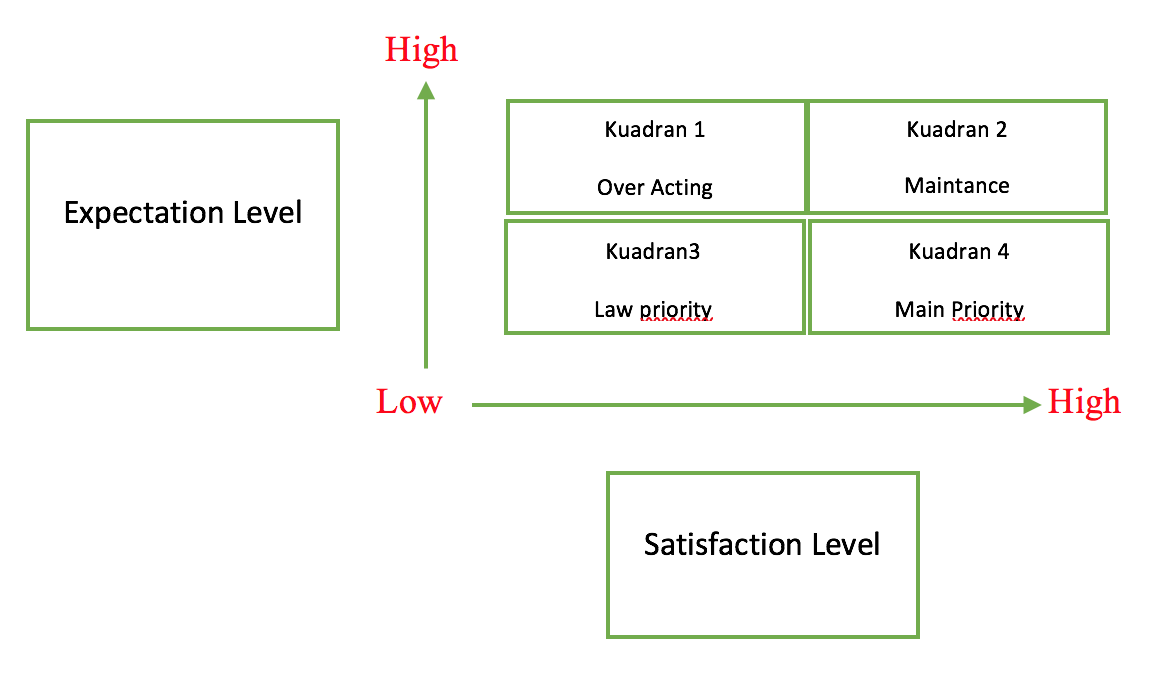 High
Expectation Level
Kuadran 1
Over Acting
Kuadran 2
Maintance
Kuadran3
Law priority
Kuadran 4
Main Priority
Low
High
Satisfaction Level